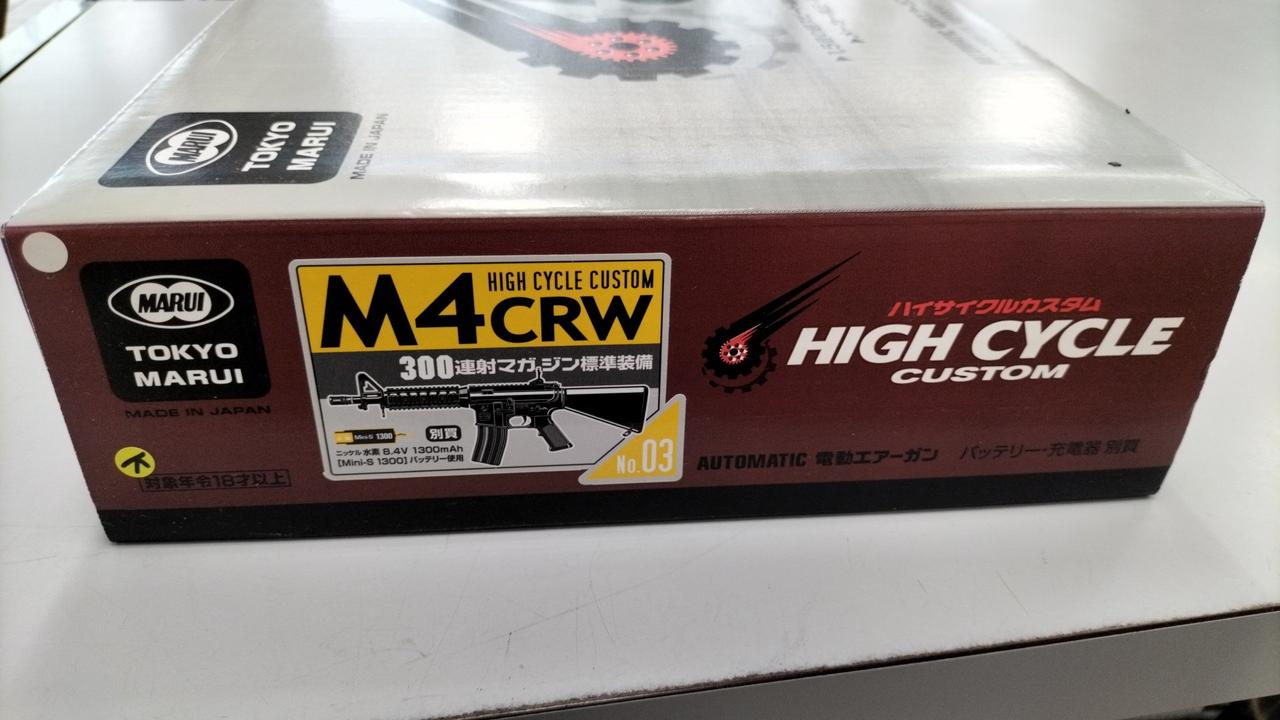 MARUI
TOKYO
MARUI
MADE IN JAPAN
MARUI
TOKYO
MARUI
MADE IN JAPAN
対象年令18才以上
HIGH CYCLE CUSTOM
M4CRW
300連射マガジン標準装備
Mini-S 1300
別買
ニッケル水素 8.4V 1300mAh
[Mini-S 1300] バッテリー使用
No.03
ハイサイクルカスタム
HIGH CYCLE
CUSTOM
AUTOMATIC 電動エアーガン バッテリー・充電器 別買